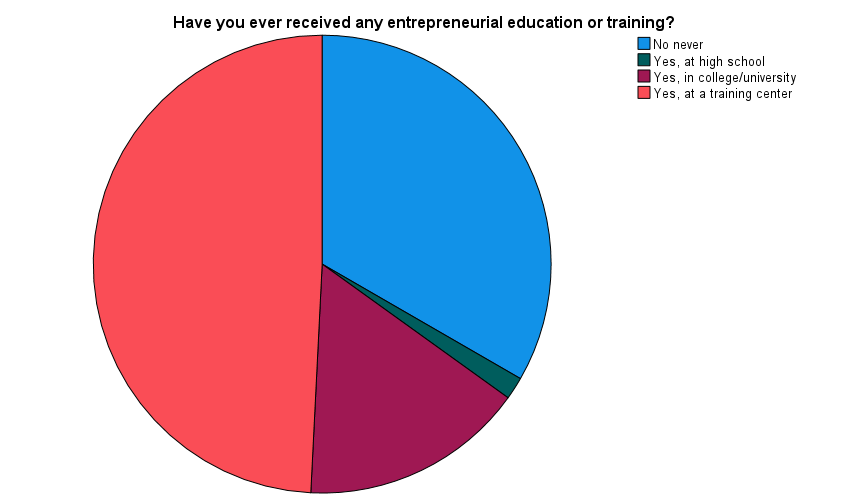 Have you ever received any entrepreneurial education or training?
No never
Yes, at high school
Yes, in college/university
Yes, at a training center